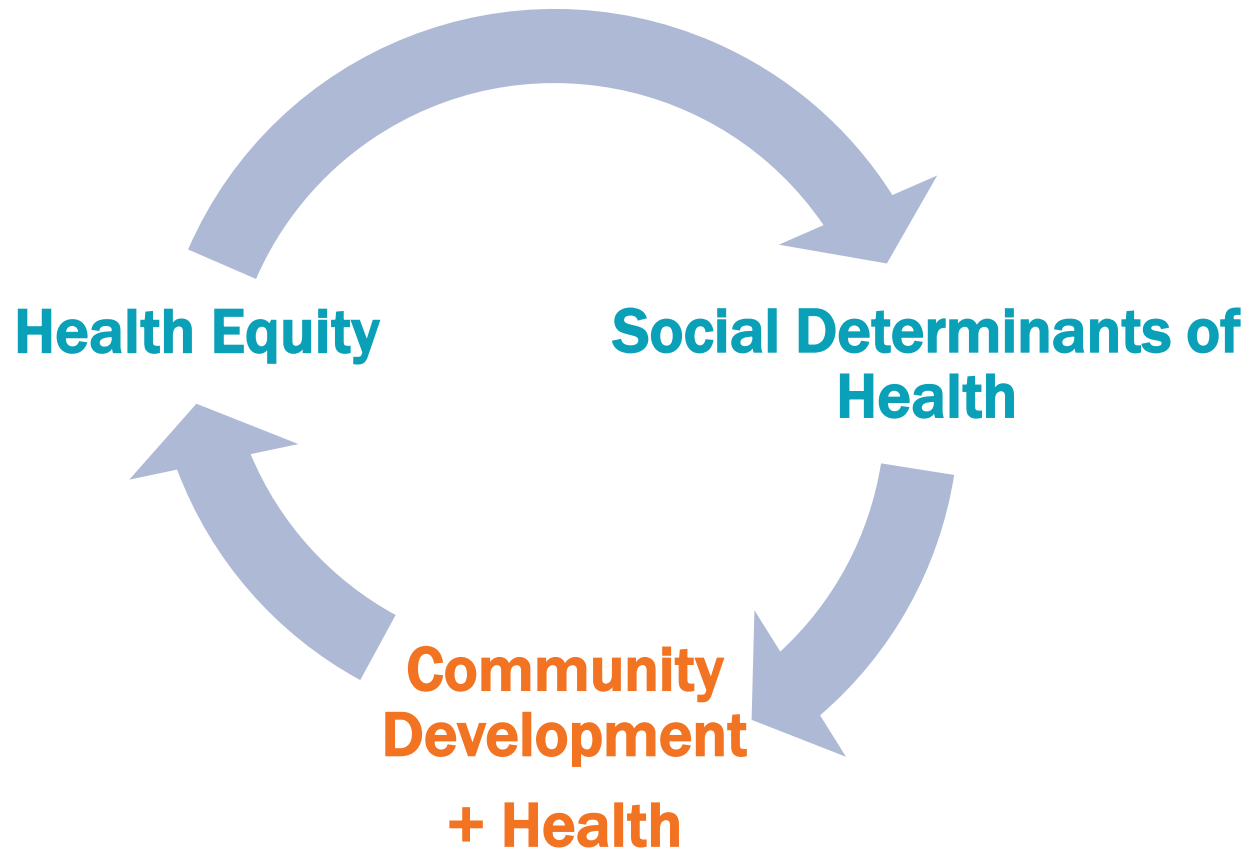 Health Equity
Social Determinants of
Health
Community
Development
+ Health